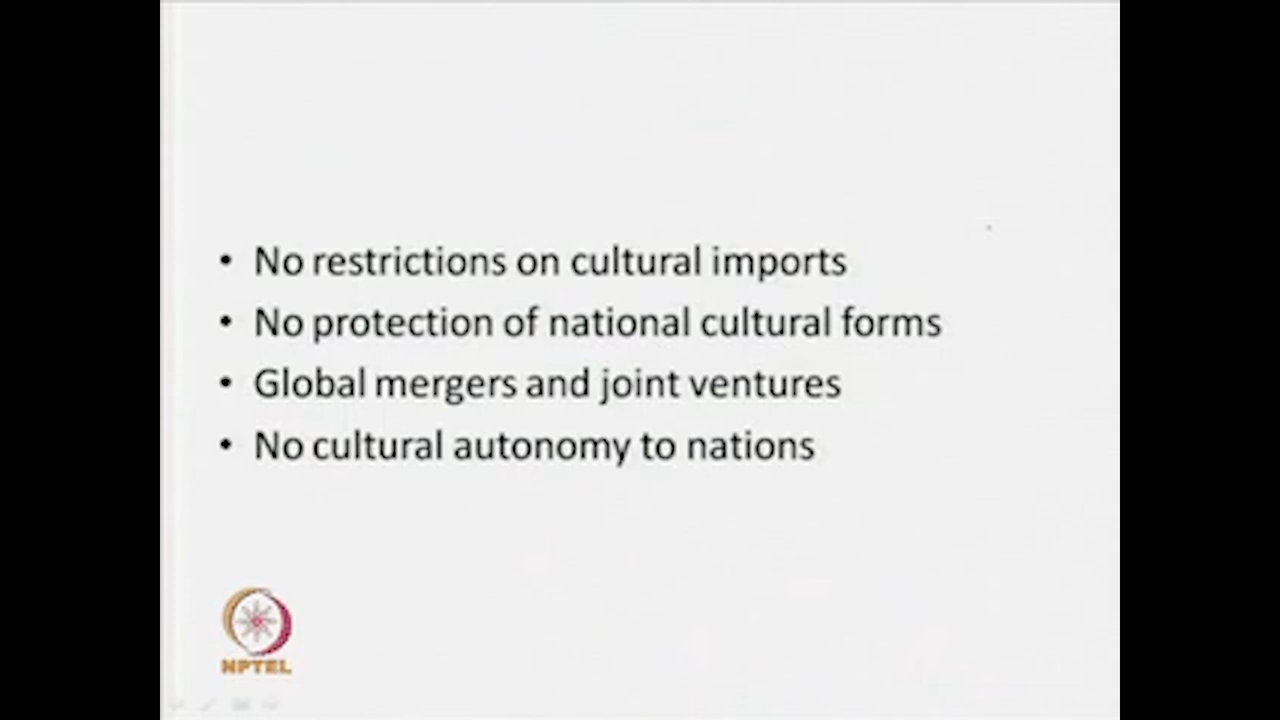 • No restrictions on cultural imports
• No protection of national cultural forms
• Global mergers and joint ventures
• No cultural autonomy to nations
NPTEL